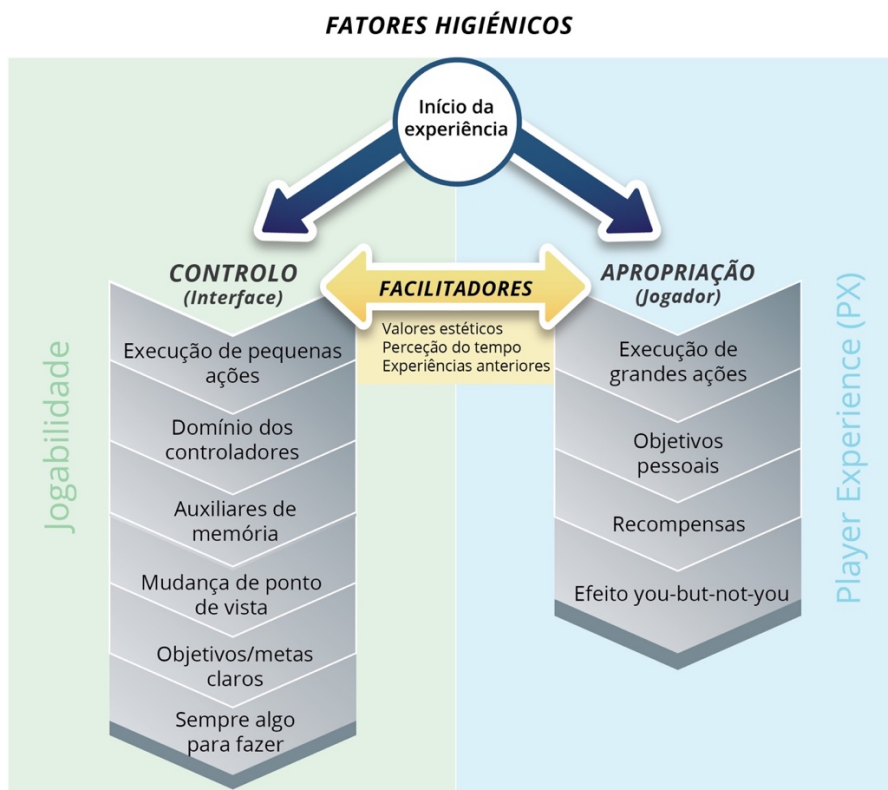 FATORES HIGIÉNICOS
Início da
experiência
CONTROLO
(Interface)
FACILITADORES
Valores estéticos
Perceção do tempo
Experiências anteriores
APROPRIAÇÃO
(Jogador)
Jogabilidade
Execução de pequenas
ações
Domínio dos
controladores
Auxiliares de
memória
Mudança de ponto
de vista
Objetivos/metas
claros
Sempre algo
para fazer
Execução de
grandes ações
Objetivos
pessoais
Recompensas
Efeito you-but-not-you
Player Experience (PX)